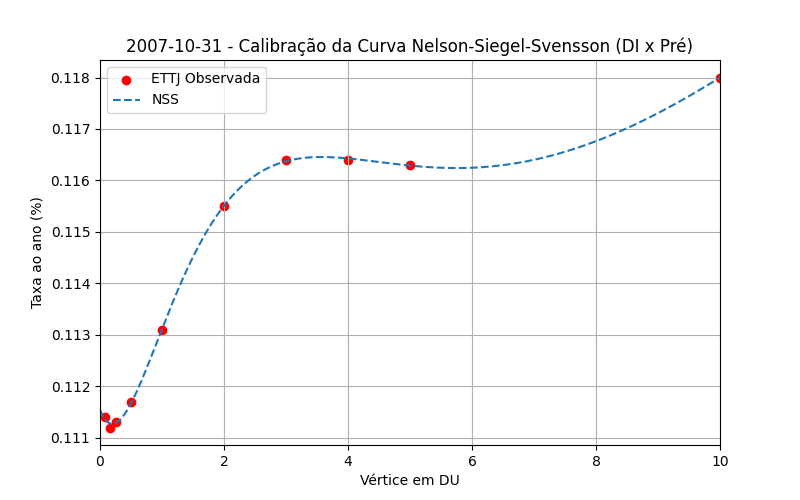 2007-10-31 - Calibração da Curva Nelson-Siegel-Svensson (DI x Pré)
ETTJ Observada
NSS
Taxa ao ano (%)
0.118
0.117
0.116
0.115
0.114
0.113
0.112
0.111
0 2 4 6 8 10
Vértice em DU